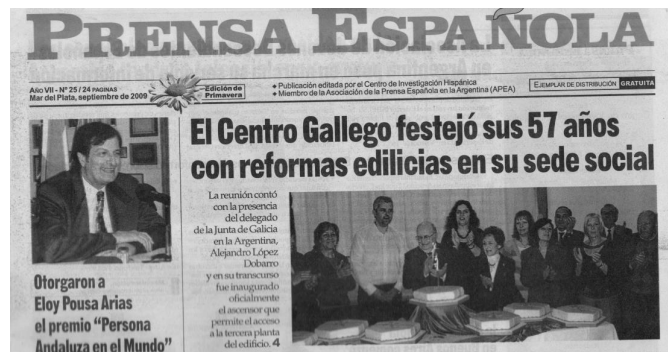 PRENSA ESPAÑOLA
Año VII - Nº 25 / 24 PAGINAS
Mar del Plata, septiembre de 2009
Edición de
Primavera
Publicación editada por el Centro de Investigación Hispánica
Miembro de la Asociación de la Prensa Española en la Argentina (APEA)
EJEMPLAR DE DISTRIBUCIÓN GRATUITA
El Centro Gallego festejó sus 57 años
con reformas edilicias en su sede social
La reunión contó
con la presencia
del delegado
de la Junta de Galicia
en la Argentina,
Alejandro López
Dobarro
y en su transcurso
fue inaugurado
oficialmente
el ascensor que
permite el acceso
a la tercera planta
del edificio. 4
Otorgaron a
Eloy Pousa Arias
el premio “Persona
Andaluza en el Mundo”